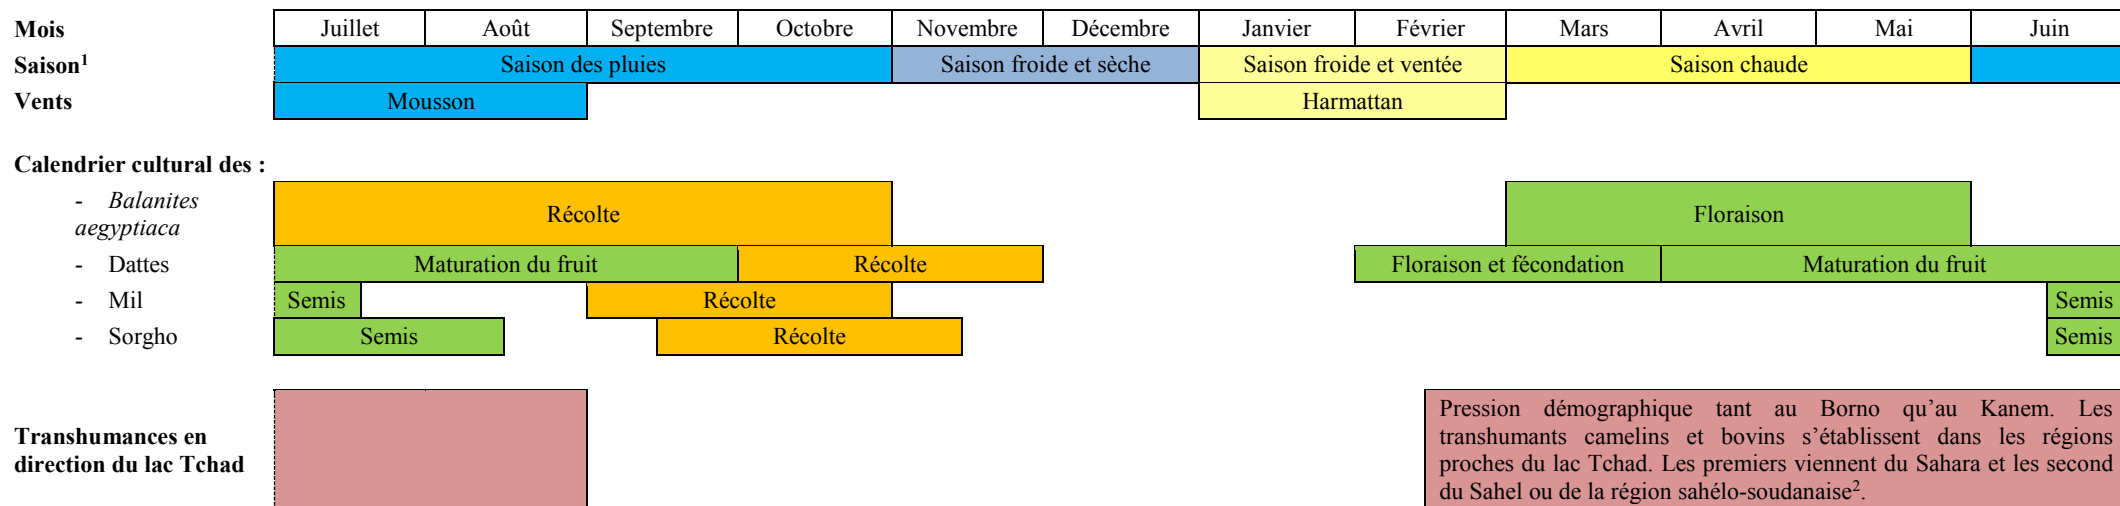 Mois Juillet Août Septembre Octobre Novembre Décembre Janvier Février Mars Avril Mai Juin
Saison¹ Saison des pluies Saison froide et sèche Saison froide et ventée Saison chaude
Vents Mousson Harmattan
Calendrier cultural des :
- Balanites
aegyptiaca
Récolte Floraison
- Dattes Maturation du fruit Récolte Floraison et fécondation Maturation du fruit
- Mil Semis Récolte Semis
- Sorgho Semis Récolte Semis
Transhumances en
direction du lac Tchad
Pression démographique tant au Borno qu’au Kanem. Les
transhumants camelins et bovins s’établissent dans les régions
proches du lac Tchad. Les premiers viennent du Sahara et les second
du Sahel ou de la région sahélo-soudanaise².